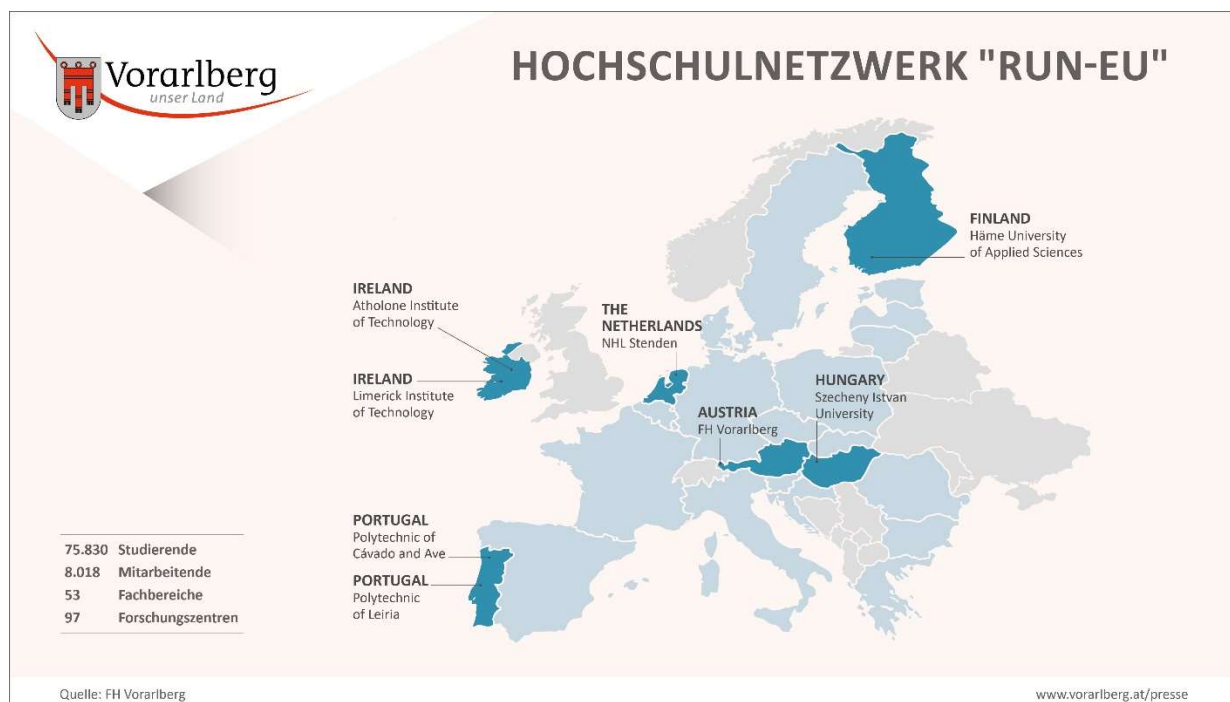 Vorarlberg
unser Land
HOCHSCHULNETZWERK "RUN-EU"
FINLAND
Häme University
of Applied Sciences
IRELAND
Atholone Institute
of Technology
THE
NETHERLANDS
NHL Stenden
IRELAND
Limerick Institute
of Technology
HUNGARY
Szecheny Istvan
University
AUSTRIA
FH Vorarlberg
PORTUGAL
Polytechnic of
Cávado and Ave
PORTUGAL
Polytechnic
of Leiria
75.830 Studierende
8.018 Mitarbeitende
53 Fachbereiche
97 Forschungszentren
Quelle: FH Vorarlberg
www.vorarlberg.at/presse